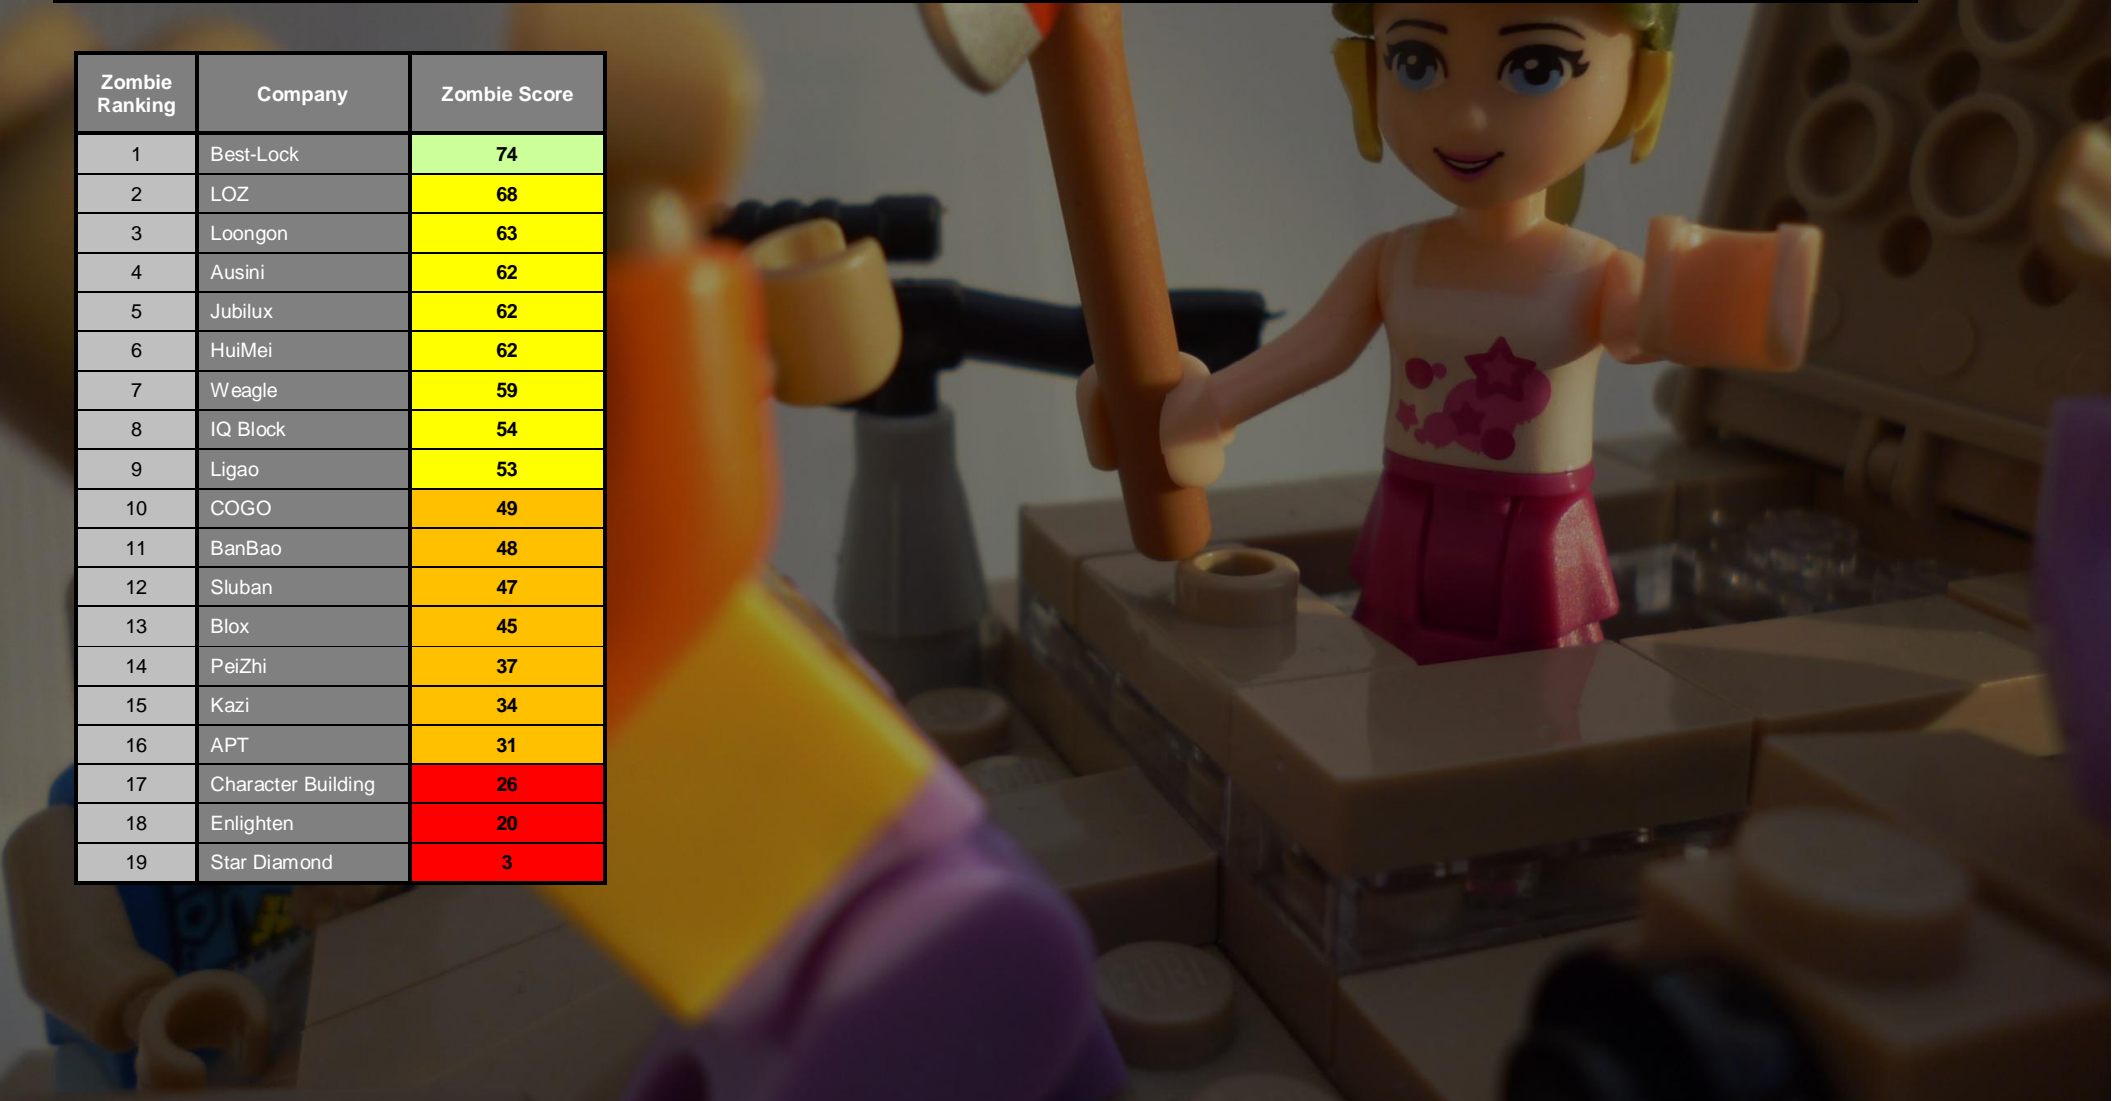 Zombie Ranking Company Zombie Score
1 Best-Lock 74
2 LOZ 68
3 Loongon 63
4 Ausini 62
5 Jubilux 62
6 HuiMei 62
7 Weagle 59
8 IQ Block 54
9 Ligao 53
10 COGO 49
11 BanBao 48
12 Sluban 47
13 Blox 45
14 PeiZhi 37
15 Kazi 34
16 APT 31
17 Character Building 26
18 Enlighten 20
19 Star Diamond 3